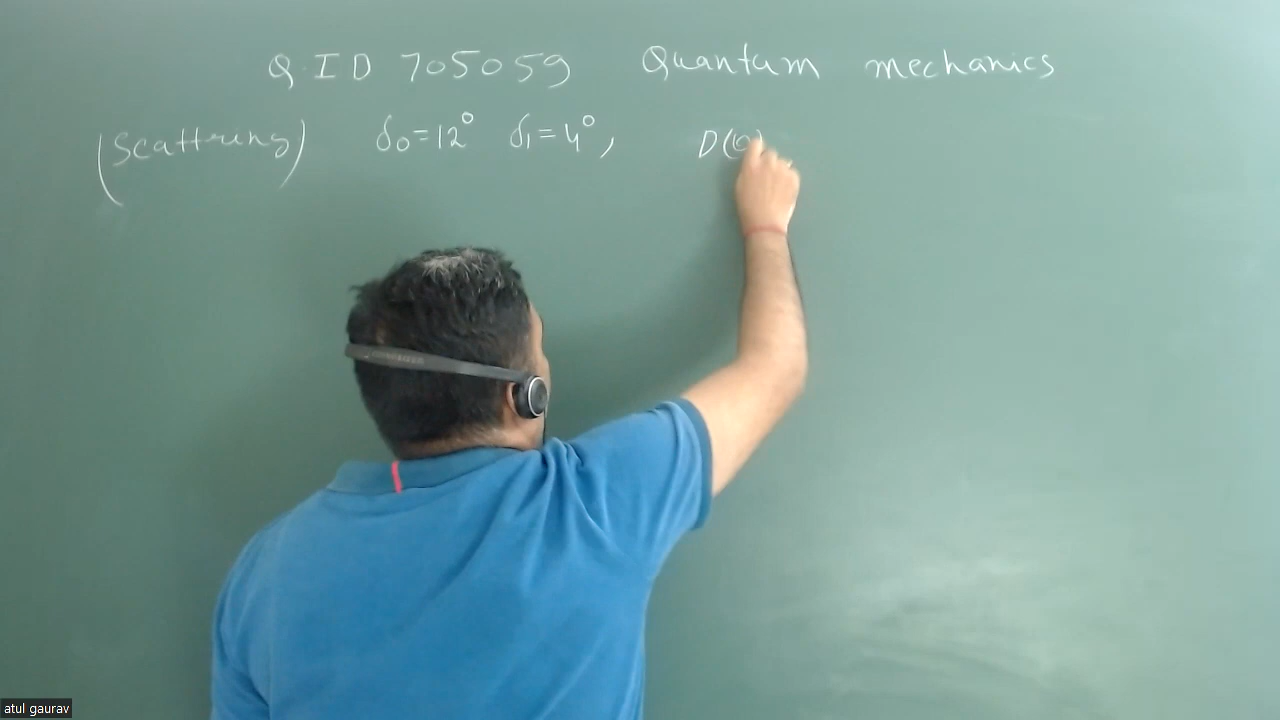 Q.ID 705059 Quantum mechanics
(Scattering) δ₀=12° δ₁=4°, D(θ)
atul gaurav